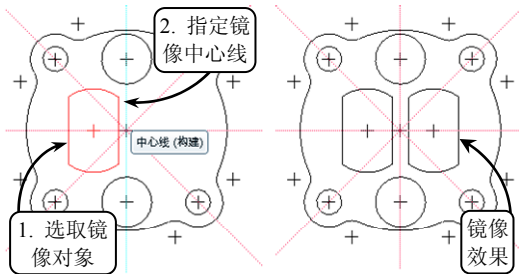 2. 指定镜
像中心线
中心线 (构建)
1. 选取镜
像对象
镜像
效果